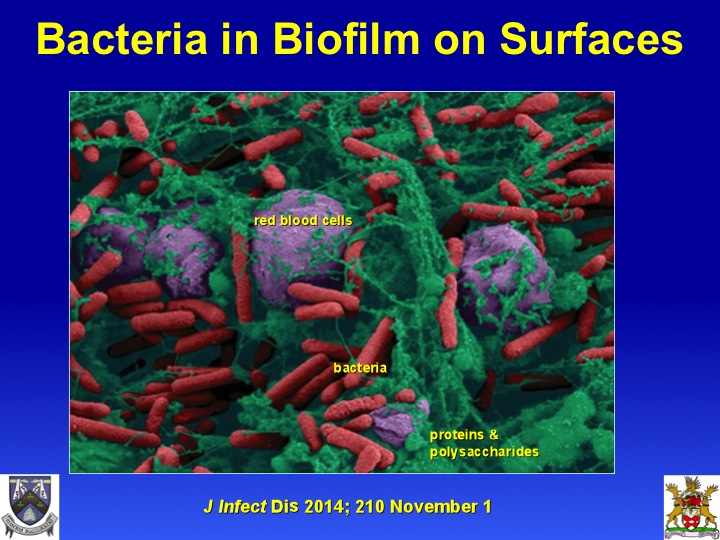 Bacteria in Biofilm on Surfaces
red blood cells
bacteria
proteins &
polysaccharides
J Infect Dis 2014; 210 November 1